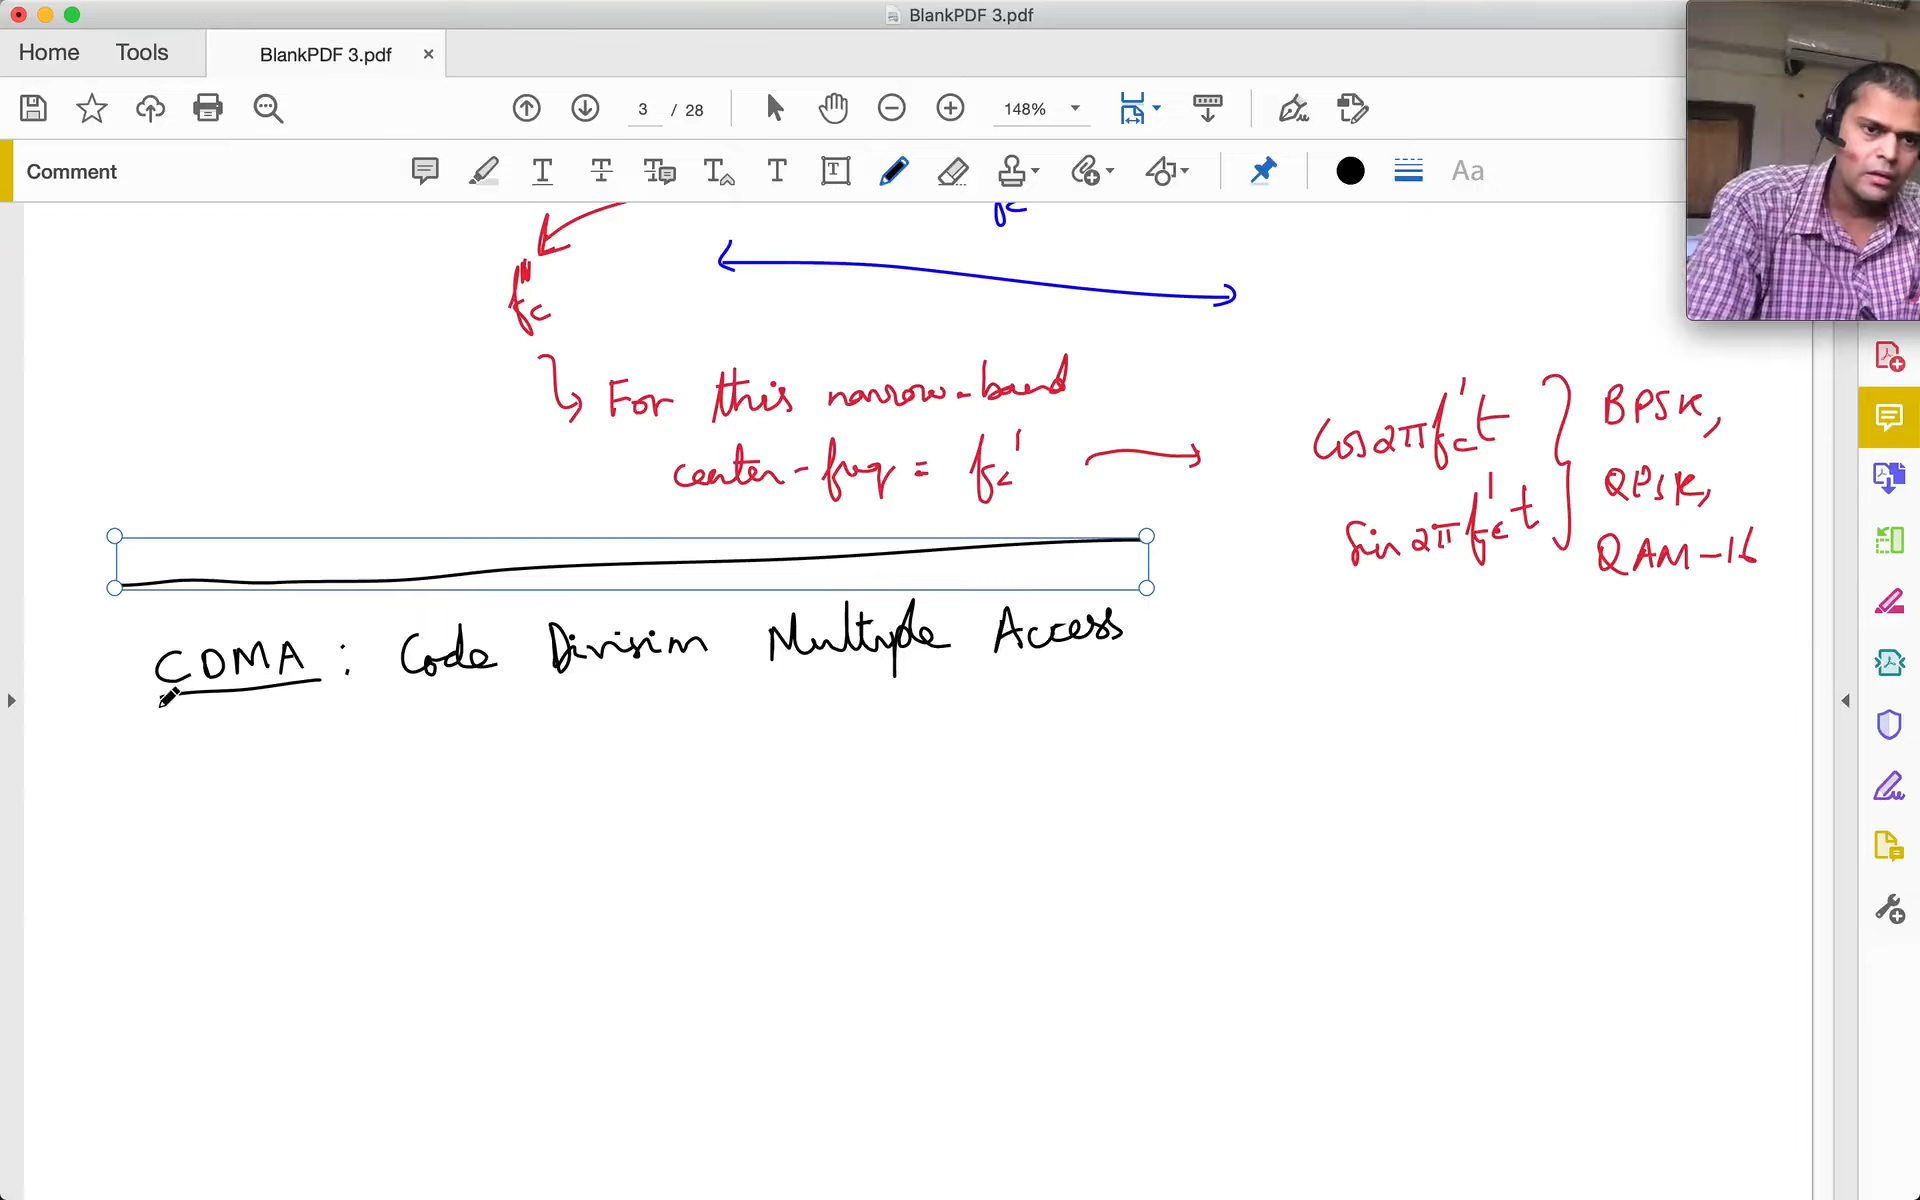 BlankPDF 3.pdf
Home Tools BlankPDF 3.pdf
3 / 28 148%
Comment Aa
fc
fc"
For this narrow-band
center-freq = fc'
cos2πfc't
sin2πfc't
BPSK,
QPSK,
QAM-16
CDMA : Code Division Multiple Access